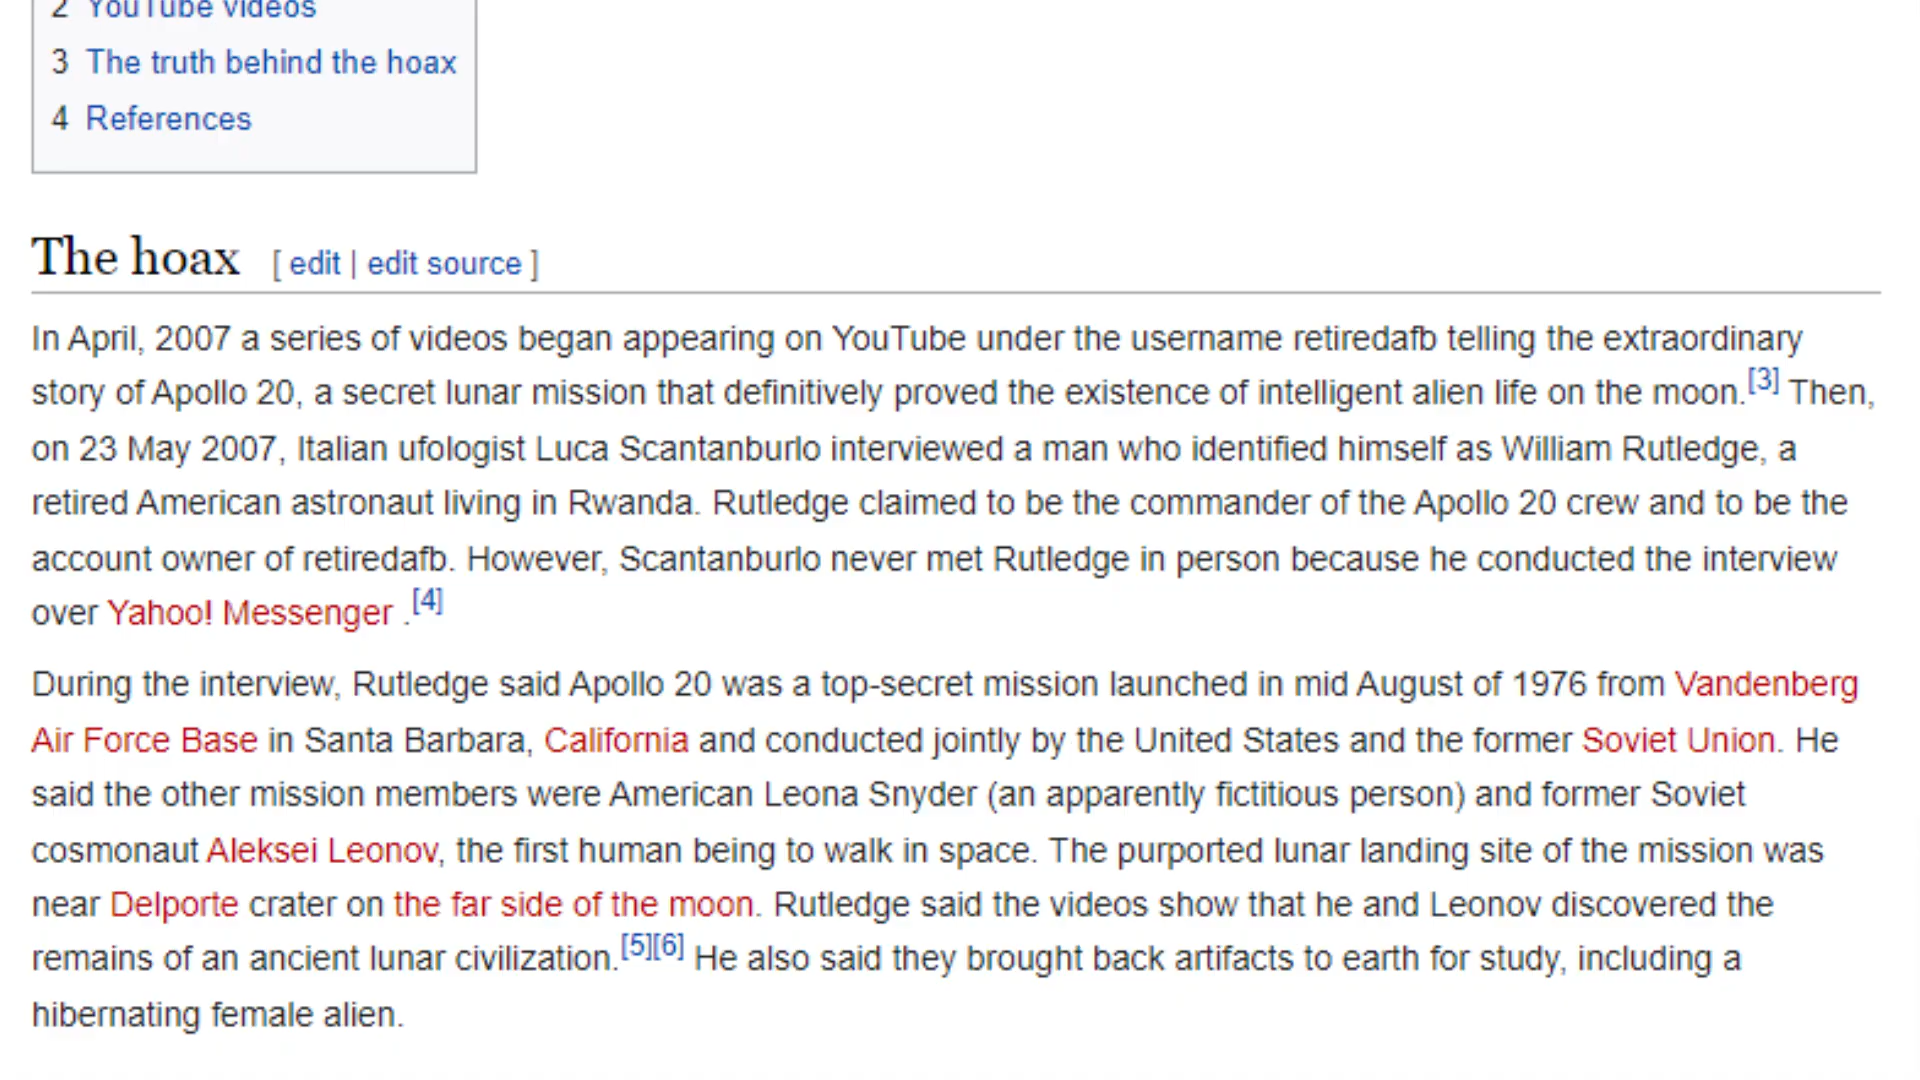 2 YouTube videos
3 The truth behind the hoax
4 References
The hoax [ edit | edit source ]
In April, 2007 a series of videos began appearing on YouTube under the username retiredafb telling the extraordinary
story of Apollo 20, a secret lunar mission that definitively proved the existence of intelligent alien life on the moon.[3] Then,
on 23 May 2007, Italian ufologist Luca Scantanburlo interviewed a man who identified himself as William Rutledge, a
retired American astronaut living in Rwanda. Rutledge claimed to be the commander of the Apollo 20 crew and to be the
account owner of retiredafb. However, Scantanburlo never met Rutledge in person because he conducted the interview
over Yahoo! Messenger .[4]
During the interview, Rutledge said Apollo 20 was a top-secret mission launched in mid August of 1976 from Vandenberg
Air Force Base in Santa Barbara, California and conducted jointly by the United States and the former Soviet Union. He
said the other mission members were American Leona Snyder (an apparently fictitious person) and former Soviet
cosmonaut Aleksei Leonov, the first human being to walk in space. The purported lunar landing site of the mission was
near Delporte crater on the far side of the moon. Rutledge said the videos show that he and Leonov discovered the
remains of an ancient lunar civilization.[5][6] He also said they brought back artifacts to earth for study, including a
hibernating female alien.